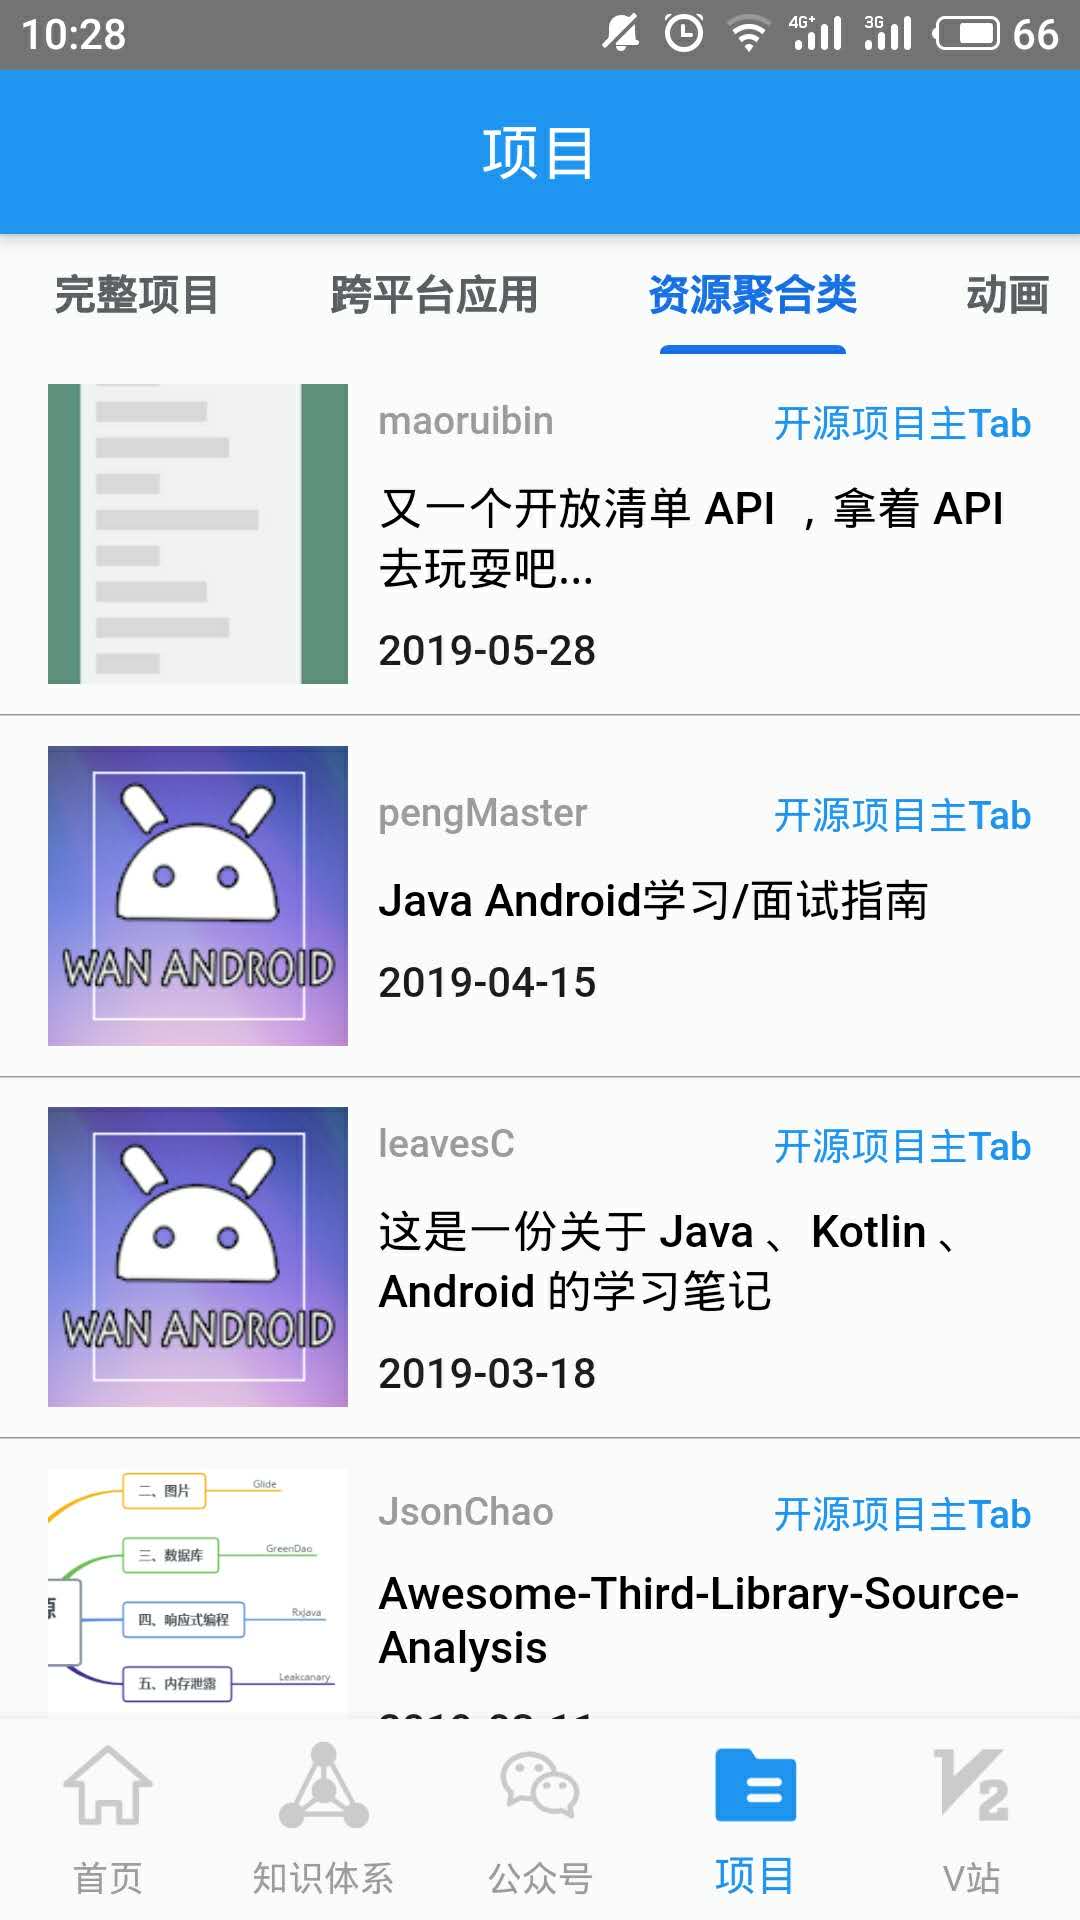 10:28
4G+
3G
66
项目
完整项目
跨平台应用
资源聚合类
动画
maoruibin
开源项目主Tab
又一个开放清单 API ，拿着 API
去玩耍吧...
2019-05-28
WAN ANDROID
pengMaster
开源项目主Tab
Java Android学习/面试指南
2019-04-15
WAN ANDROID
leavesC
开源项目主Tab
这是一份关于 Java 、 Kotlin 、
Android 的学习笔记
2019-03-18
二、图片
Glide
三、数据库
GreenDao
四、响应式编程
Rxjava
五、内存泄露
Leakcanary
JsonChao
开源项目主Tab
Awesome-Third-Library-Source-
Analysis
首页
知识体系
公众号
项目
V2
V站